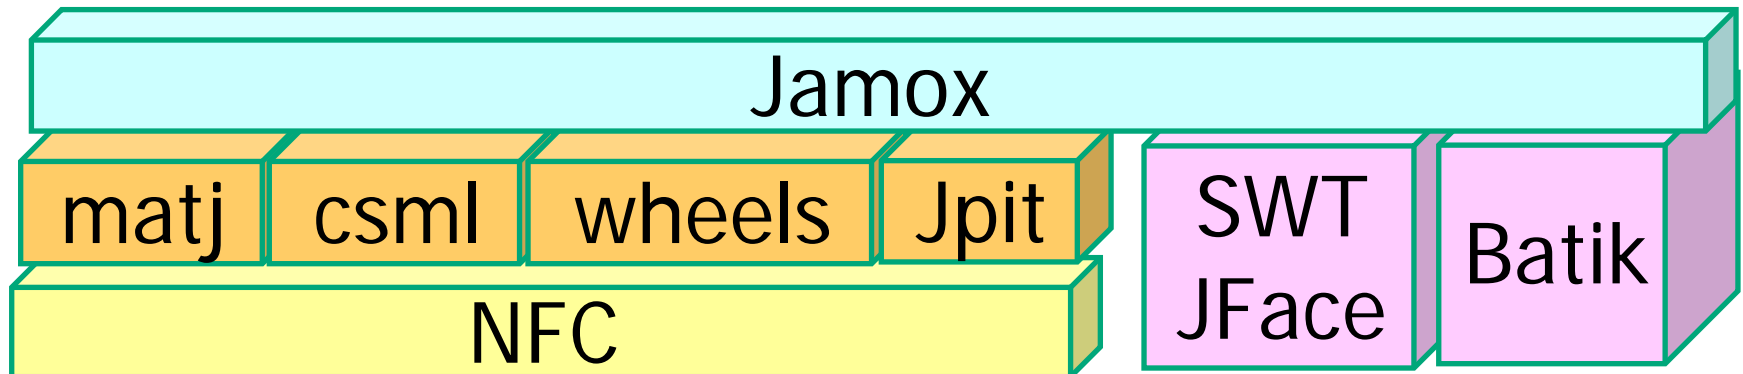 Jamox
matj
csml
wheels
Jpit
SWT
JFace
Batik
NFC